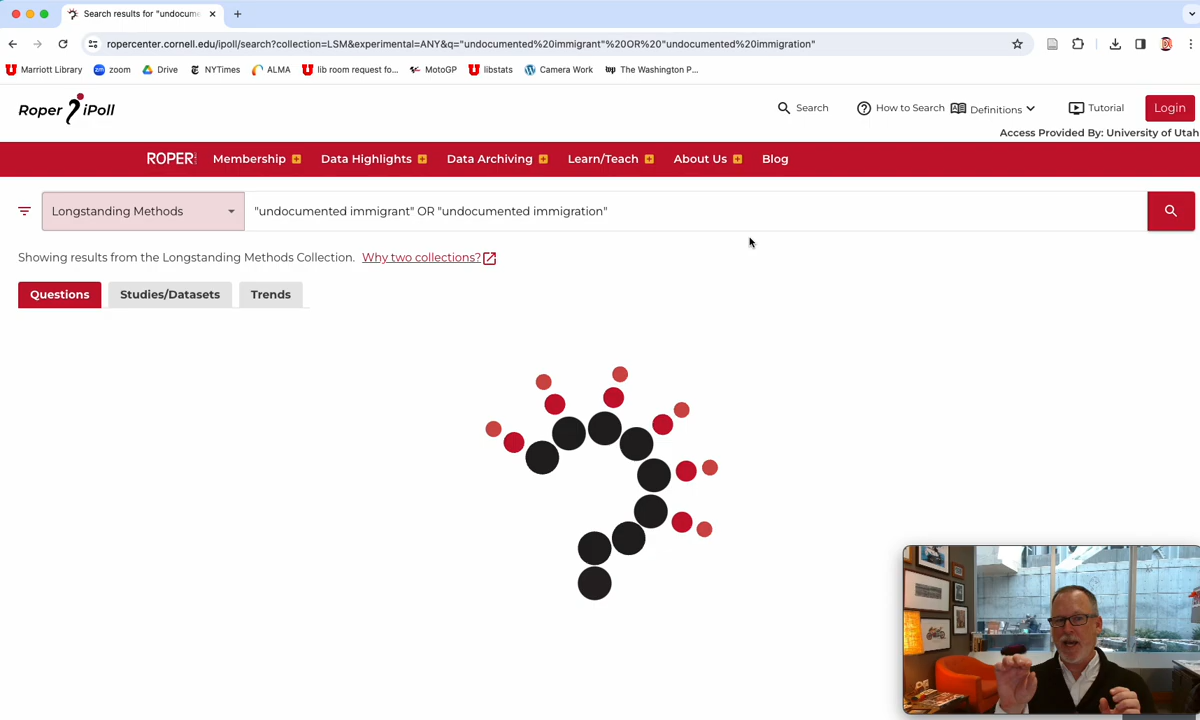 Search results for "undocume
ropercenter.cornell.edu/ipoll/search?collection=LSM&experimental=ANY&q="undocumented%20immigrant"%20OR%20"undocumented%20immigration"
Marriott Library zoom Drive NYTimes ALMA lib room request fo... MotoGP libstats Camera Work The Washington P...
Roper iPoll Search How to Search Definitions Tutorial Login
Access Provided By: University of Utah
ROPER Membership Data Highlights Data Archiving Learn/Teach About Us Blog
Longstanding Methods "undocumented immigrant" OR "undocumented immigration"
Showing results from the Longstanding Methods Collection. Why two collections?
Questions Studies/Datasets Trends